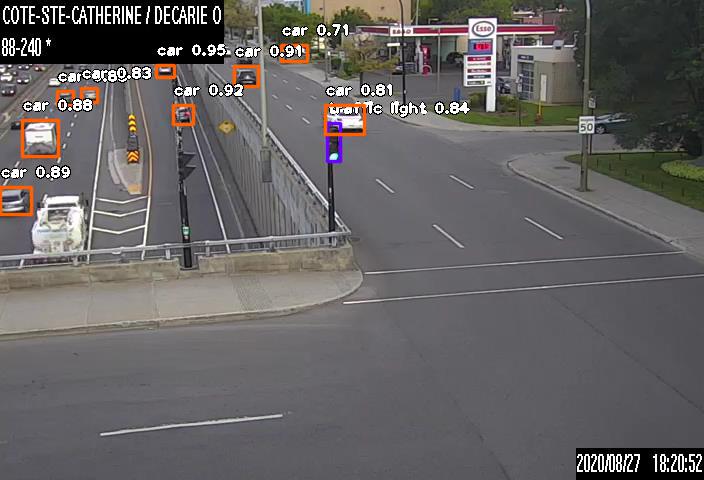 COTE-STE-CATHERINE / DECARIE O
88-240 *
car 0.71
car 0.95
car 0.91
car 0.83
car 0.92
car 0.81
traffic light 0.84
car 0.88
car 0.89
Esso
Esso
50
2020/08/27 18:20:52